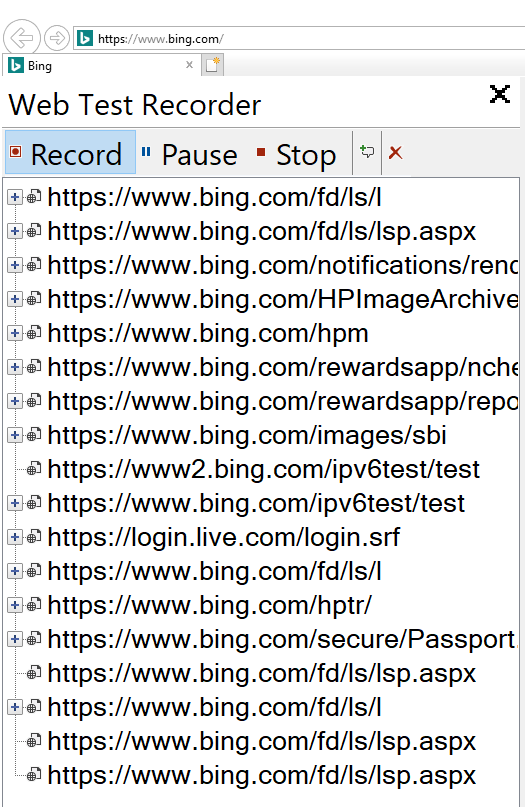 https://www.bing.com/
Bing
Web Test Recorder
Record Pause Stop
https://www.bing.com/fd/ls/l
https://www.bing.com/fd/ls/lsp.aspx
https://www.bing.com/notifications/renc
https://www.bing.com/HPImageArchive
https://www.bing.com/hpm
https://www.bing.com/rewardsapp/nche
https://www.bing.com/rewardsapp/repo
https://www.bing.com/images/sbi
https://www2.bing.com/ipv6test/test
https://www.bing.com/ipv6test/test
https://login.live.com/login.srf
https://www.bing.com/fd/ls/l
https://www.bing.com/hptr/
https://www.bing.com/secure/Passport.
https://www.bing.com/fd/ls/lsp.aspx
https://www.bing.com/fd/ls/l
https://www.bing.com/fd/ls/lsp.aspx
https://www.bing.com/fd/ls/lsp.aspx